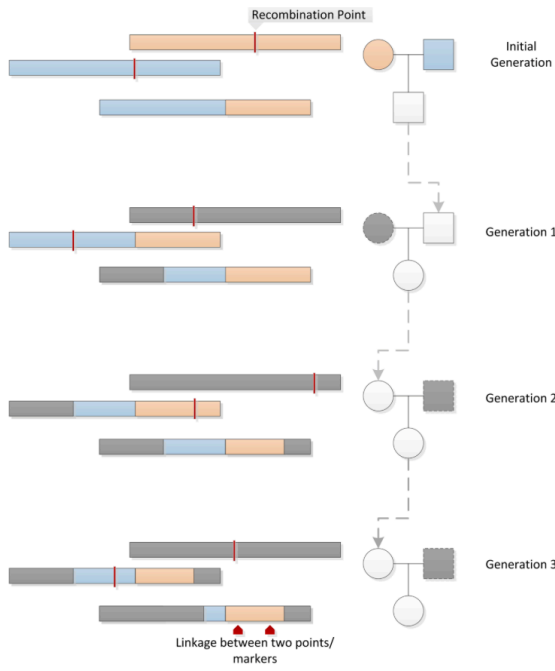 Recombination Point
Initial
Generation
Generation 1
Generation 2
Generation 3
Linkage between two points/
markers